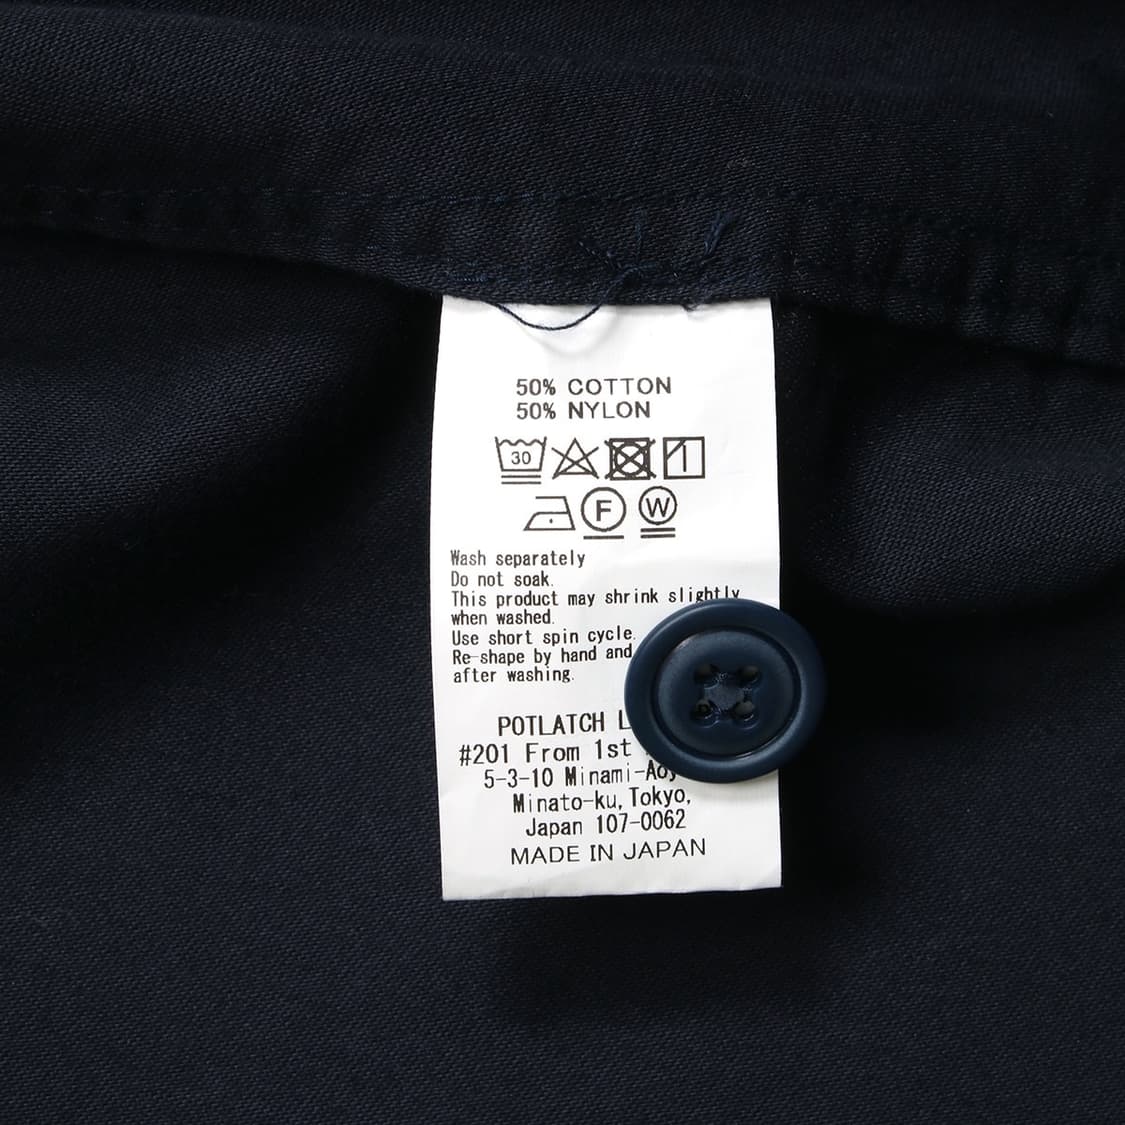 50% COTTON
50% NYLON
30
F
W
Wash separately
Do not soak.
This product may shrink slightly
when washed.
Use short spin cycle.
Re-shape by hand and
after washing.
POTLATCH
#201 From 1st
5-3-10 Minami-
Minato-ku, Tokyo,
Japan 107-0062
MADE IN JAPAN